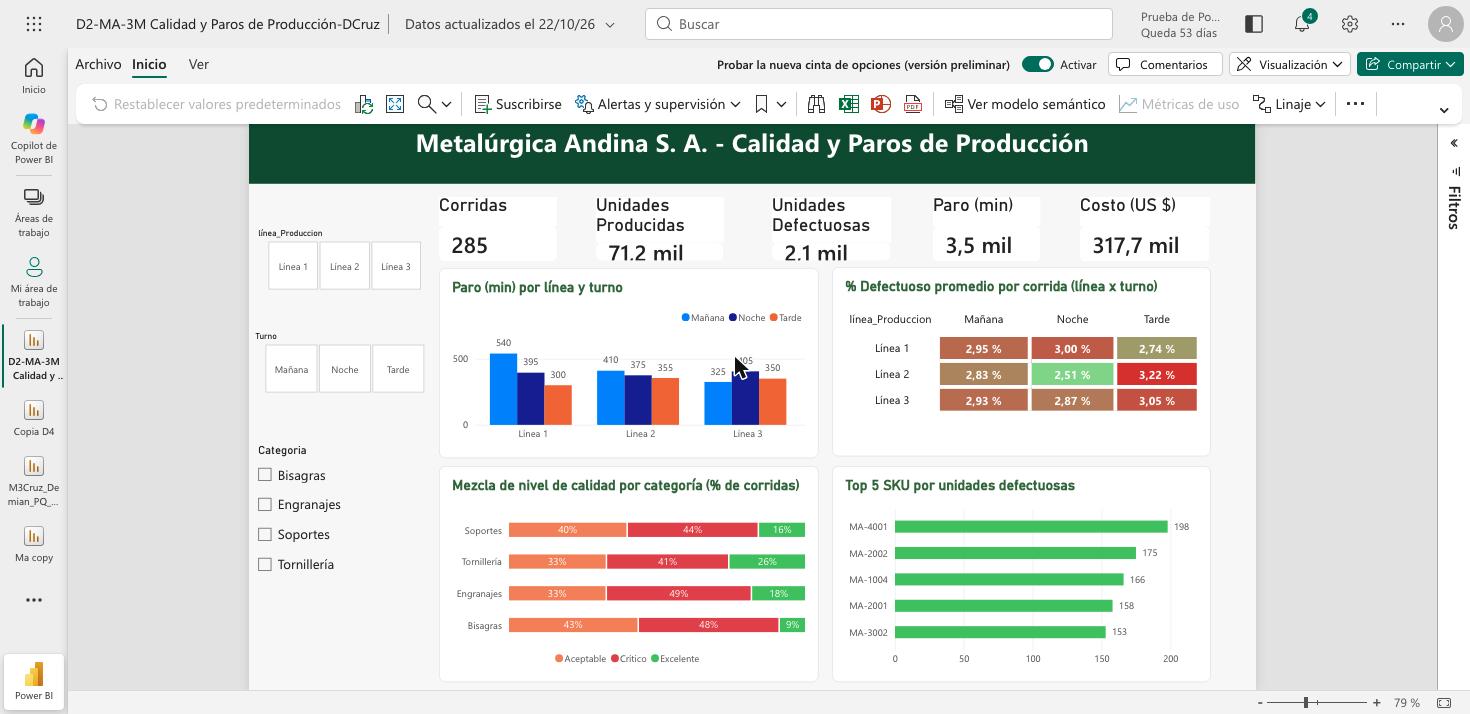 D2-MA-3M Calidad y Paros de Producción-DCruz
Datos actualizados el 22/10/26
Buscar
Prueba de Po...
Queda 53 días
4
Archivo
Inicio
Ver
Probar la nueva cinta de opciones (versión preliminar)
Activar
Comentarios
Visualización
Compartir
Restablecer valores predeterminados
Suscribirse
Alertas y supervisión
Ver modelo semántico
Métricas de uso
Linaje
Inicio
Copilot de
Power BI
Áreas de
trabajo
Mi área de
trabajo
D2-MA-3M
Calidad y ..
Copia D4
M3Cruz_De
mian_PQ_...
Ma copy
Power BI
Metalúrgica Andina S. A. - Calidad y Paros de Producción
Filtros
Corridas
285
Unidades
Producidas
71,2 mil
Unidades
Defectuosas
2,1 mil
Paro (min)
3,5 mil
Costo (US $)
317,7 mil
línea_Produccion
Línea 1 Línea 2 Línea 3
Turno
Mañana Noche Tarde
Categoria
Bisagras
Engranajes
Soportes
Tornillería
Paro (min) por línea y turno
Mañana Noche Tarde
500
0
540 395 300
410 375 355
325 405 350
Línea 1 Línea 2 Línea 3
% Defectuoso promedio por corrida (línea x turno)
línea_Produccion Mañana Noche Tarde
Línea 1 2,95 % 3,00 % 2,74 %
Línea 2 2,83 % 2,51 % 3,22 %
Línea 3 2,93 % 2,87 % 3,05 %
Mezcla de nivel de calidad por categoría (% de corridas)
Soportes 40% 44% 16%
Tornillería 33% 41% 26%
Engranajes 33% 49% 18%
Bisagras 43% 48% 9%
Aceptable Crítico Excelente
Top 5 SKU por unidades defectuosas
MA-4001 198
MA-2002 175
MA-1004 166
MA-2001 158
MA-3002 153
0 50 100 150 200
79 %